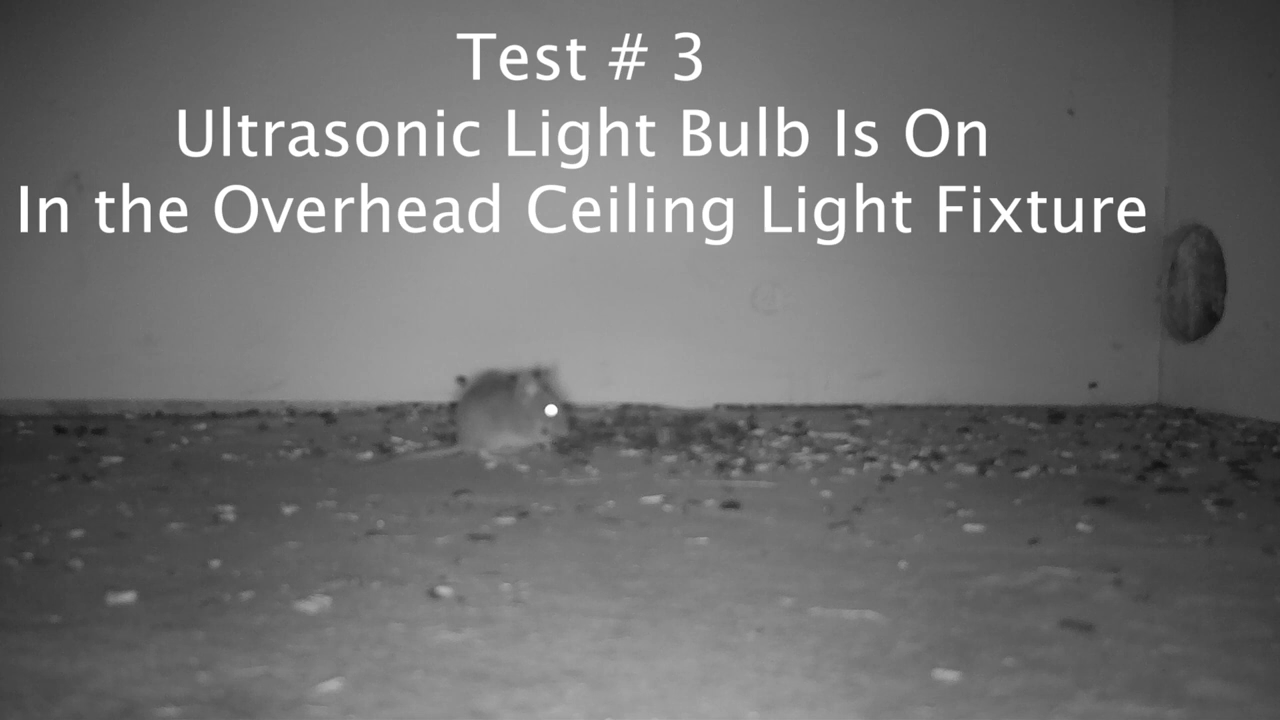 Test # 3
Ultrasonic Light Bulb Is On
In the Overhead Ceiling Light Fixture